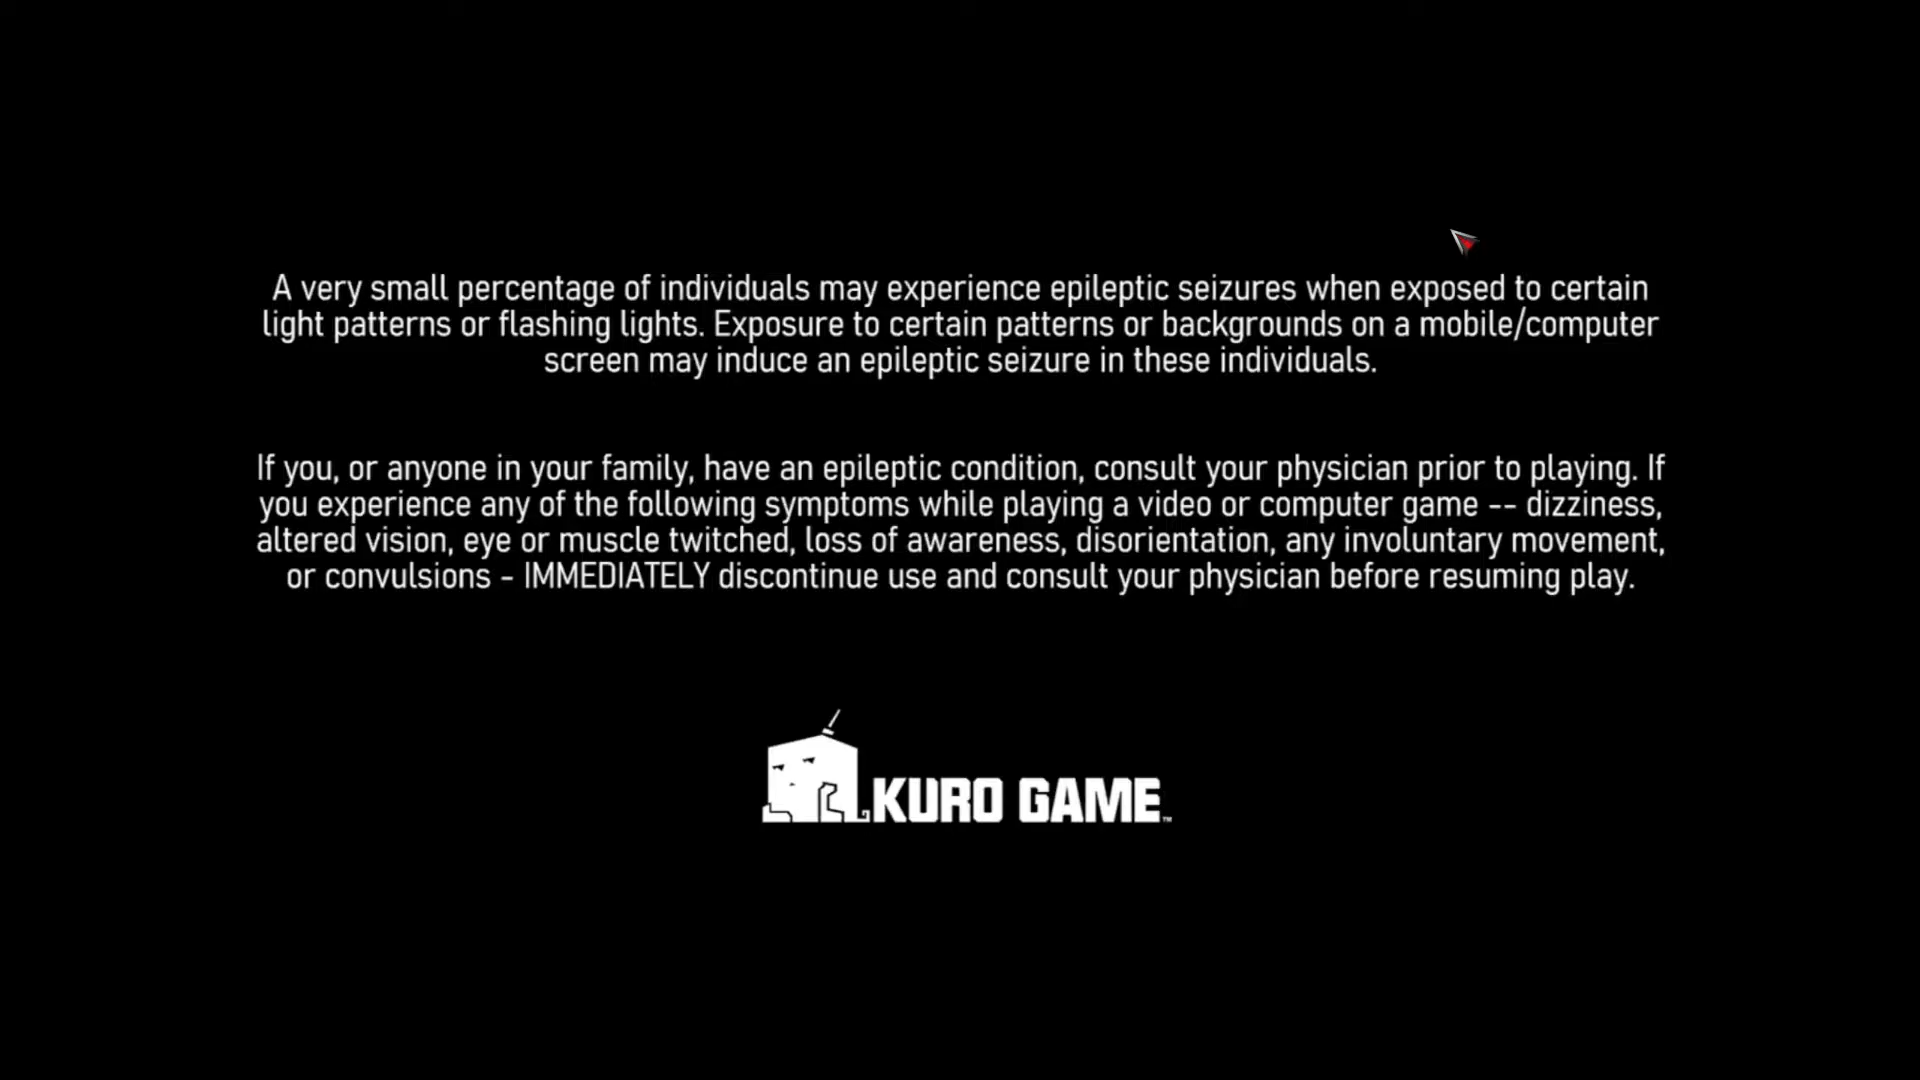 A very small percentage of individuals may experience epileptic seizures when exposed to certain
light patterns or flashing lights. Exposure to certain patterns or backgrounds on a mobile/computer
screen may induce an epileptic seizure in these individuals.
If you, or anyone in your family, have an epileptic condition, consult your physician prior to playing. If
you experience any of the following symptoms while playing a video or computer game -- dizziness,
altered vision, eye or muscle twitched, loss of awareness, disorientation, any involuntary movement,
or convulsions - IMMEDIATELY discontinue use and consult your physician before resuming play.
KURO GAME™